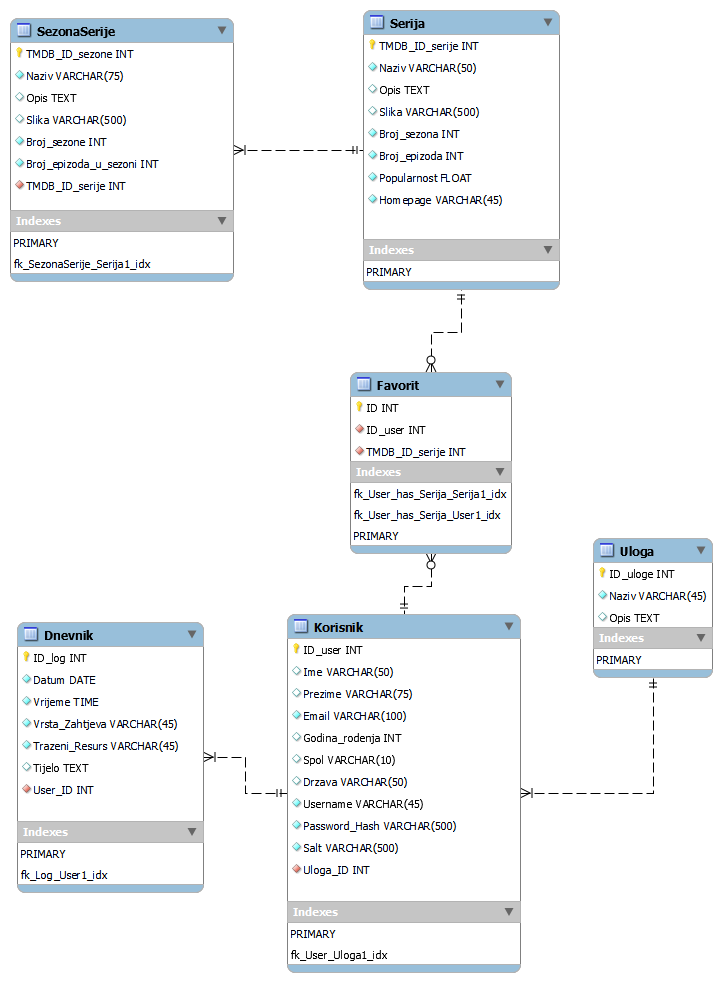 SezonaSerije
TMDB_ID_sezone INT
Naziv VARCHAR(75)
Opis TEXT
Slika VARCHAR(500)
Broj_sezone INT
Broj_epizoda_u_sezoni INT
TMDB_ID_serije INT
Indexes
PRIMARY
fk_SezonaSerije_Serija1_idx
Serija
TMDB_ID_serije INT
Naziv VARCHAR(50)
Opis TEXT
Slika VARCHAR(500)
Broj_sezona INT
Broj_epizoda INT
Popularnost FLOAT
Homepage VARCHAR(45)
Indexes
PRIMARY
Favorit
ID INT
ID_user INT
TMDB_ID_serije INT
Indexes
fk_User_has_Serija_Serija1_idx
fk_User_has_Serija_User1_idx
PRIMARY
Uloga
ID_uloge INT
Naziv VARCHAR(45)
Opis TEXT
Indexes
PRIMARY
Dnevnik
ID_log INT
Datum DATE
Vrijeme TIME
Vrsta_Zahtjeva VARCHAR(45)
Trazeni_Resurs VARCHAR(45)
Tijelo TEXT
User_ID INT
Indexes
PRIMARY
fk_Log_User1_idx
Korisnik
ID_user INT
Ime VARCHAR(50)
Prezime VARCHAR(75)
Email VARCHAR(100)
Godina_rodenja INT
Spol VARCHAR(10)
Drzava VARCHAR(50)
Username VARCHAR(45)
Password_Hash VARCHAR(500)
Salt VARCHAR(500)
Uloga_ID INT
Indexes
PRIMARY
fk_User_Uloga1_idx